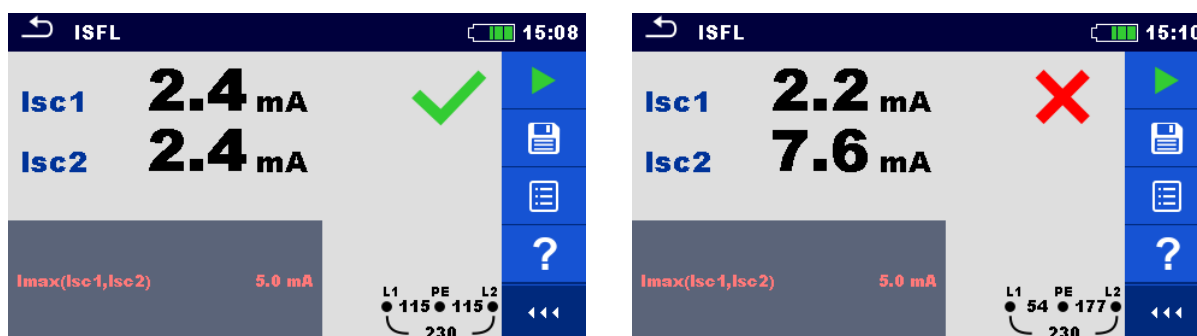 ISFL 15:08
Isc1 2.4 mA
Isc2 2.4 mA
Imax(Isc1,Isc2) 5.0 mA
L1 PE L2
115 115
230
?
ISFL 15:10
Isc1 2.2 mA
Isc2 7.6 mA
Imax(Isc1,Isc2) 5.0 mA
L1 PE L2
54 177
230
?